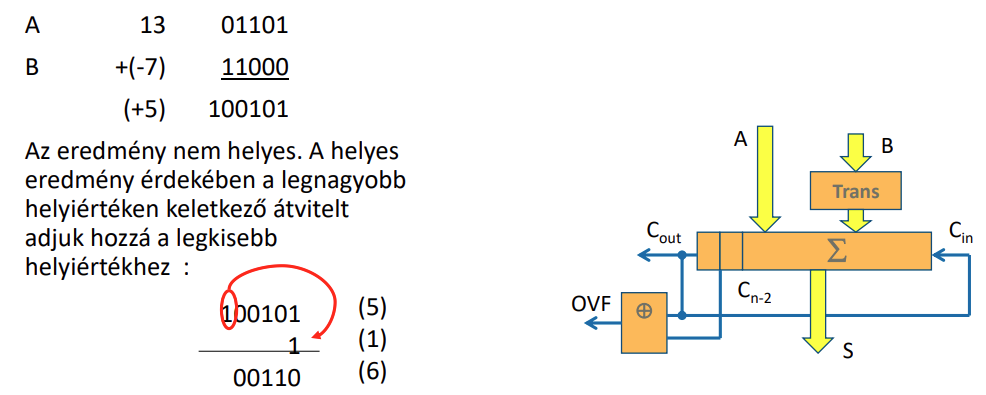 A 13 01101
B +(-7) 11000
(+5) 100101
Az eredmény nem helyes. A helyes
eredmény érdekében a legnagyobb
helyiértéken keletkező átvitelt
adjuk hozzá a legkisebb
helyiértékhez :
100101 (5)
1 (1)
00110 (6)
A
B
Trans
Cout
Σ
Cin
Cn-2
OVF
⊕
S